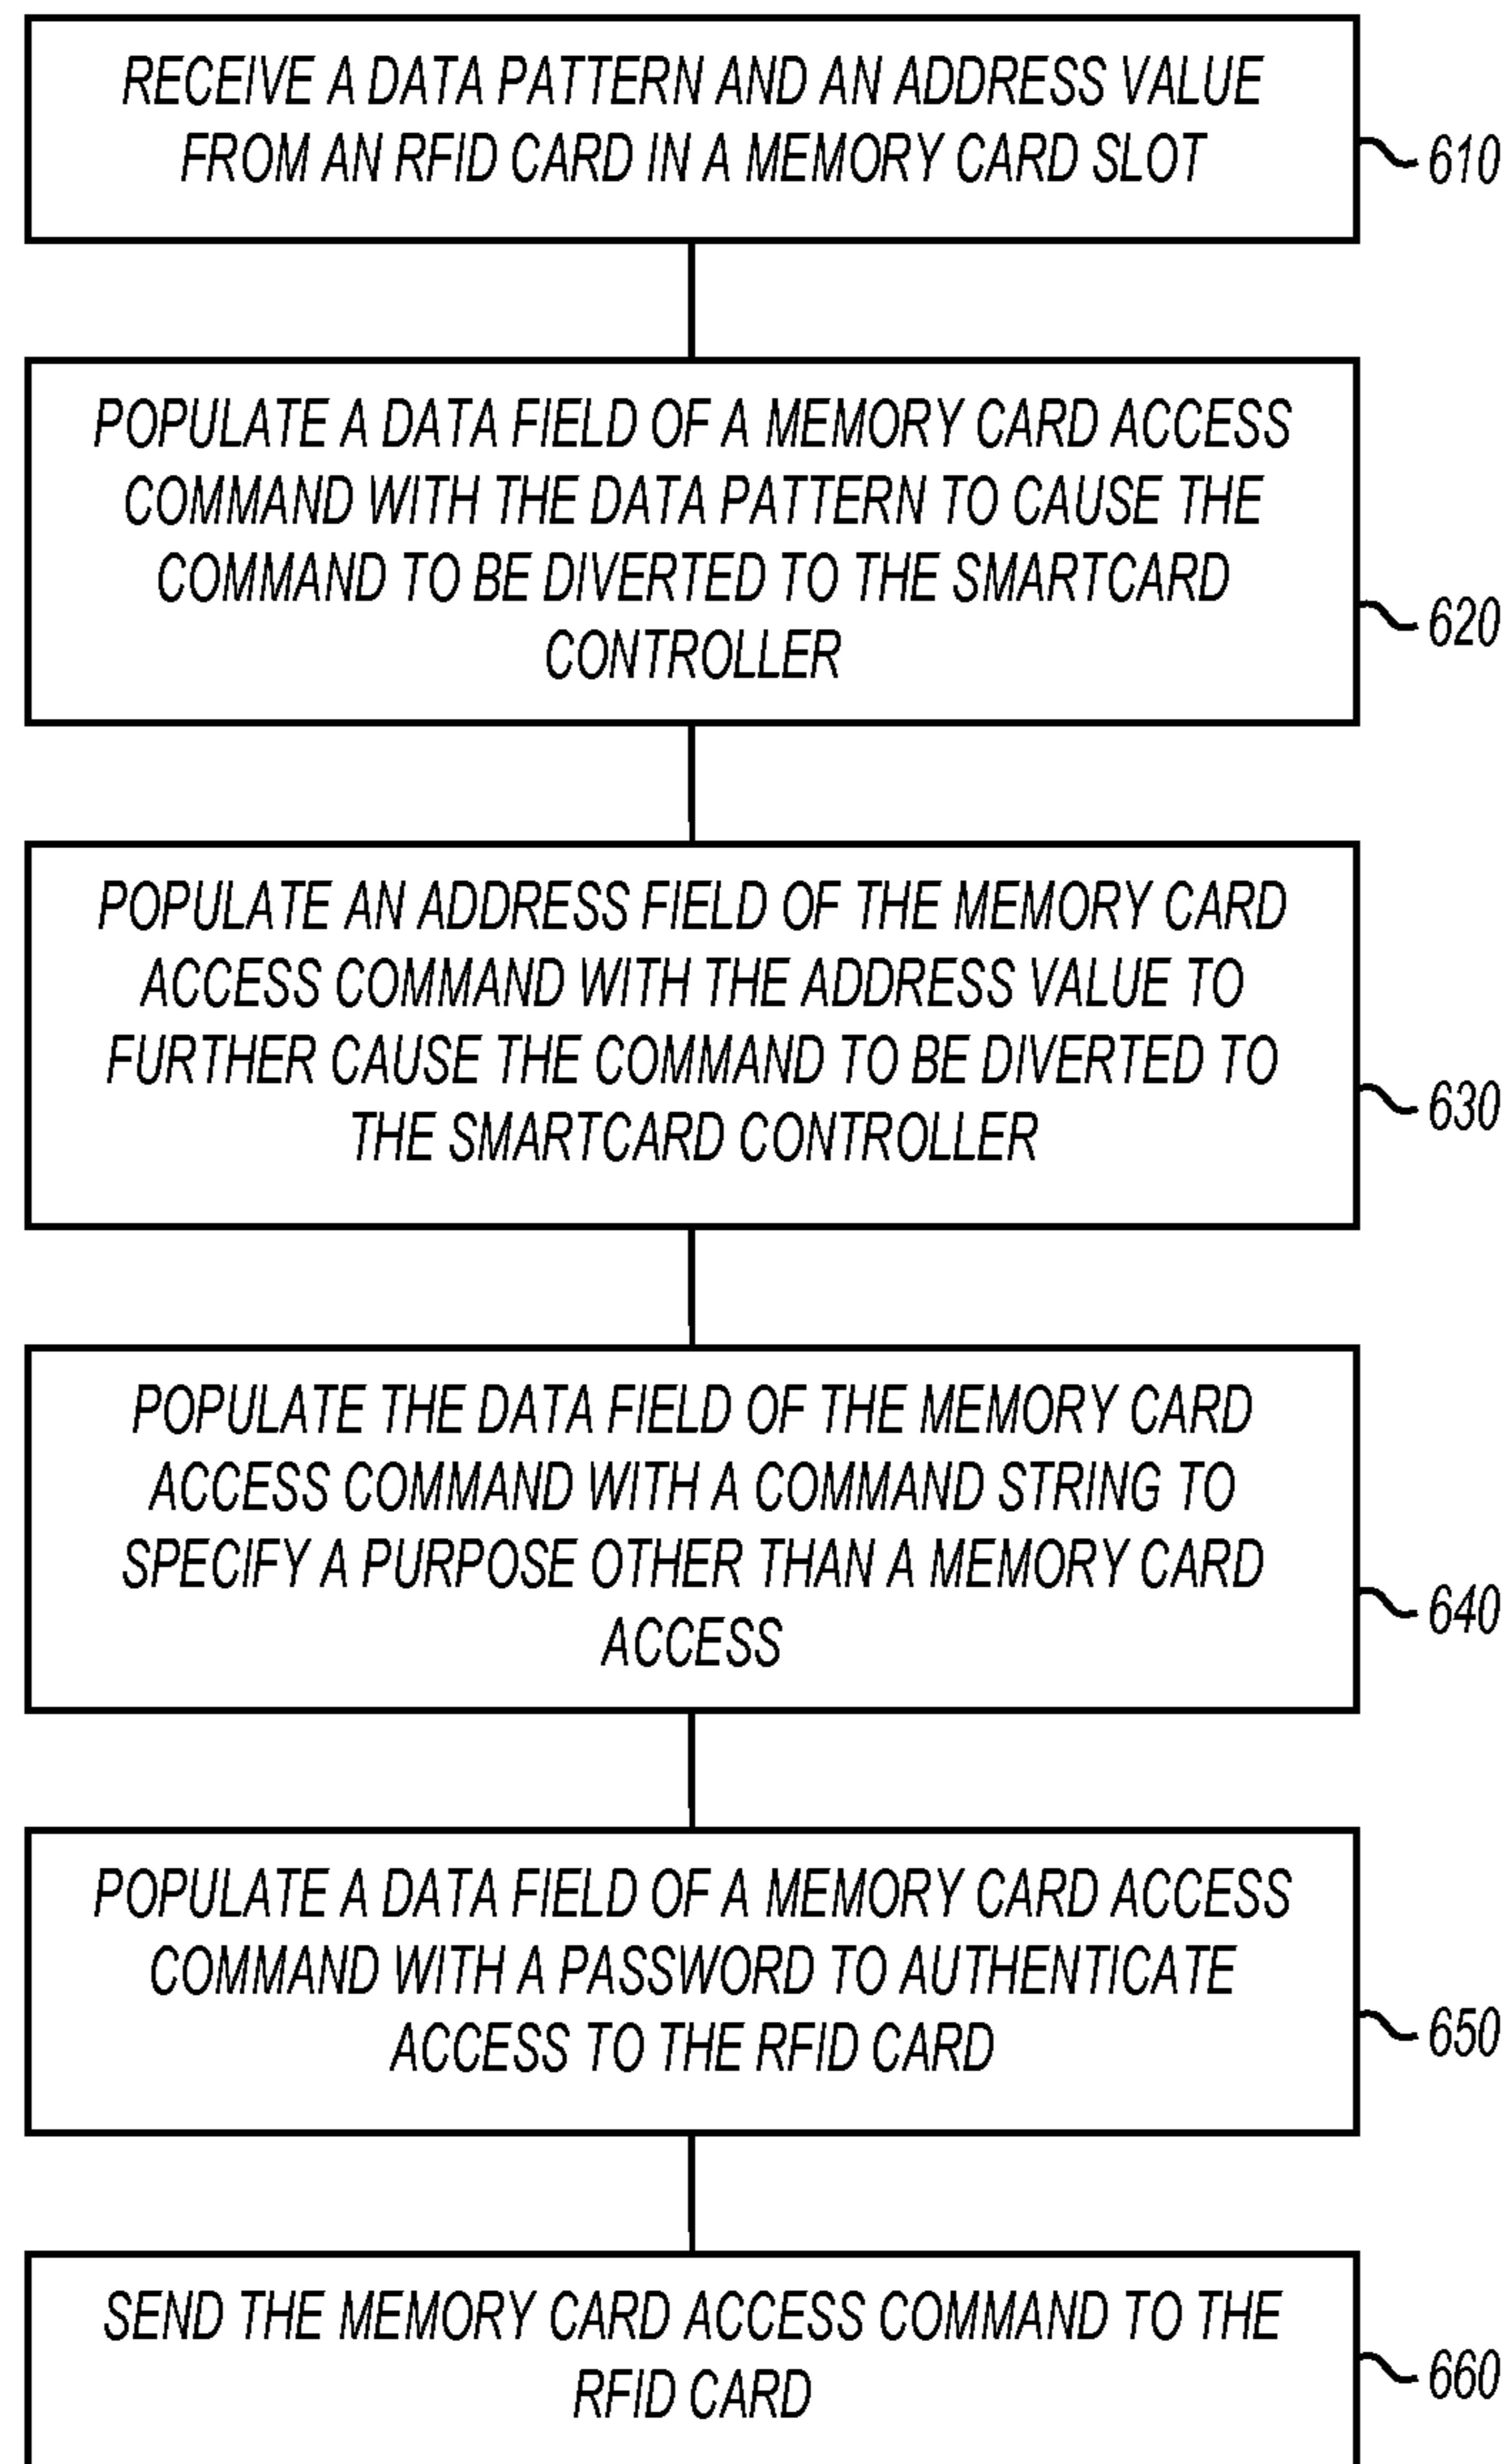 RECEIVE A DATA PATTERN AND AN ADDRESS VALUE
FROM AN RFID CARD IN A MEMORY CARD SLOT
610
POPULATE A DATA FIELD OF A MEMORY CARD ACCESS
COMMAND WITH THE DATA PATTERN TO CAUSE THE
COMMAND TO BE DIVERTED TO THE SMARTCARD
CONTROLLER
620
POPULATE AN ADDRESS FIELD OF THE MEMORY CARD
ACCESS COMMAND WITH THE ADDRESS VALUE TO
FURTHER CAUSE THE COMMAND TO BE DIVERTED TO
THE SMARTCARD CONTROLLER
630
POPULATE THE DATA FIELD OF THE MEMORY CARD
ACCESS COMMAND WITH A COMMAND STRING TO
SPECIFY A PURPOSE OTHER THAN A MEMORY CARD
ACCESS
640
POPULATE A DATA FIELD OF A MEMORY CARD ACCESS
COMMAND WITH A PASSWORD TO AUTHENTICATE
ACCESS TO THE RFID CARD
650
SEND THE MEMORY CARD ACCESS COMMAND TO THE
RFID CARD
660